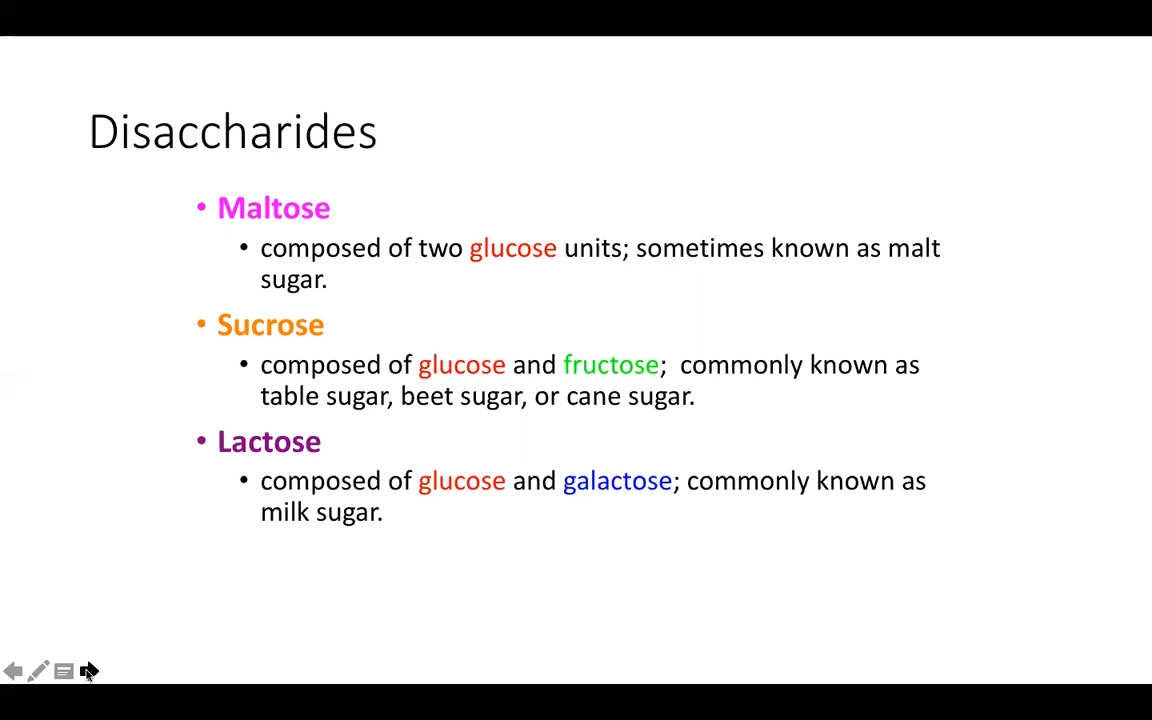 Disaccharides
• Maltose
• composed of two glucose units; sometimes known as malt
sugar.
• Sucrose
• composed of glucose and fructose;  commonly known as
table sugar, beet sugar, or cane sugar.
• Lactose
• composed of glucose and galactose; commonly known as
milk sugar.